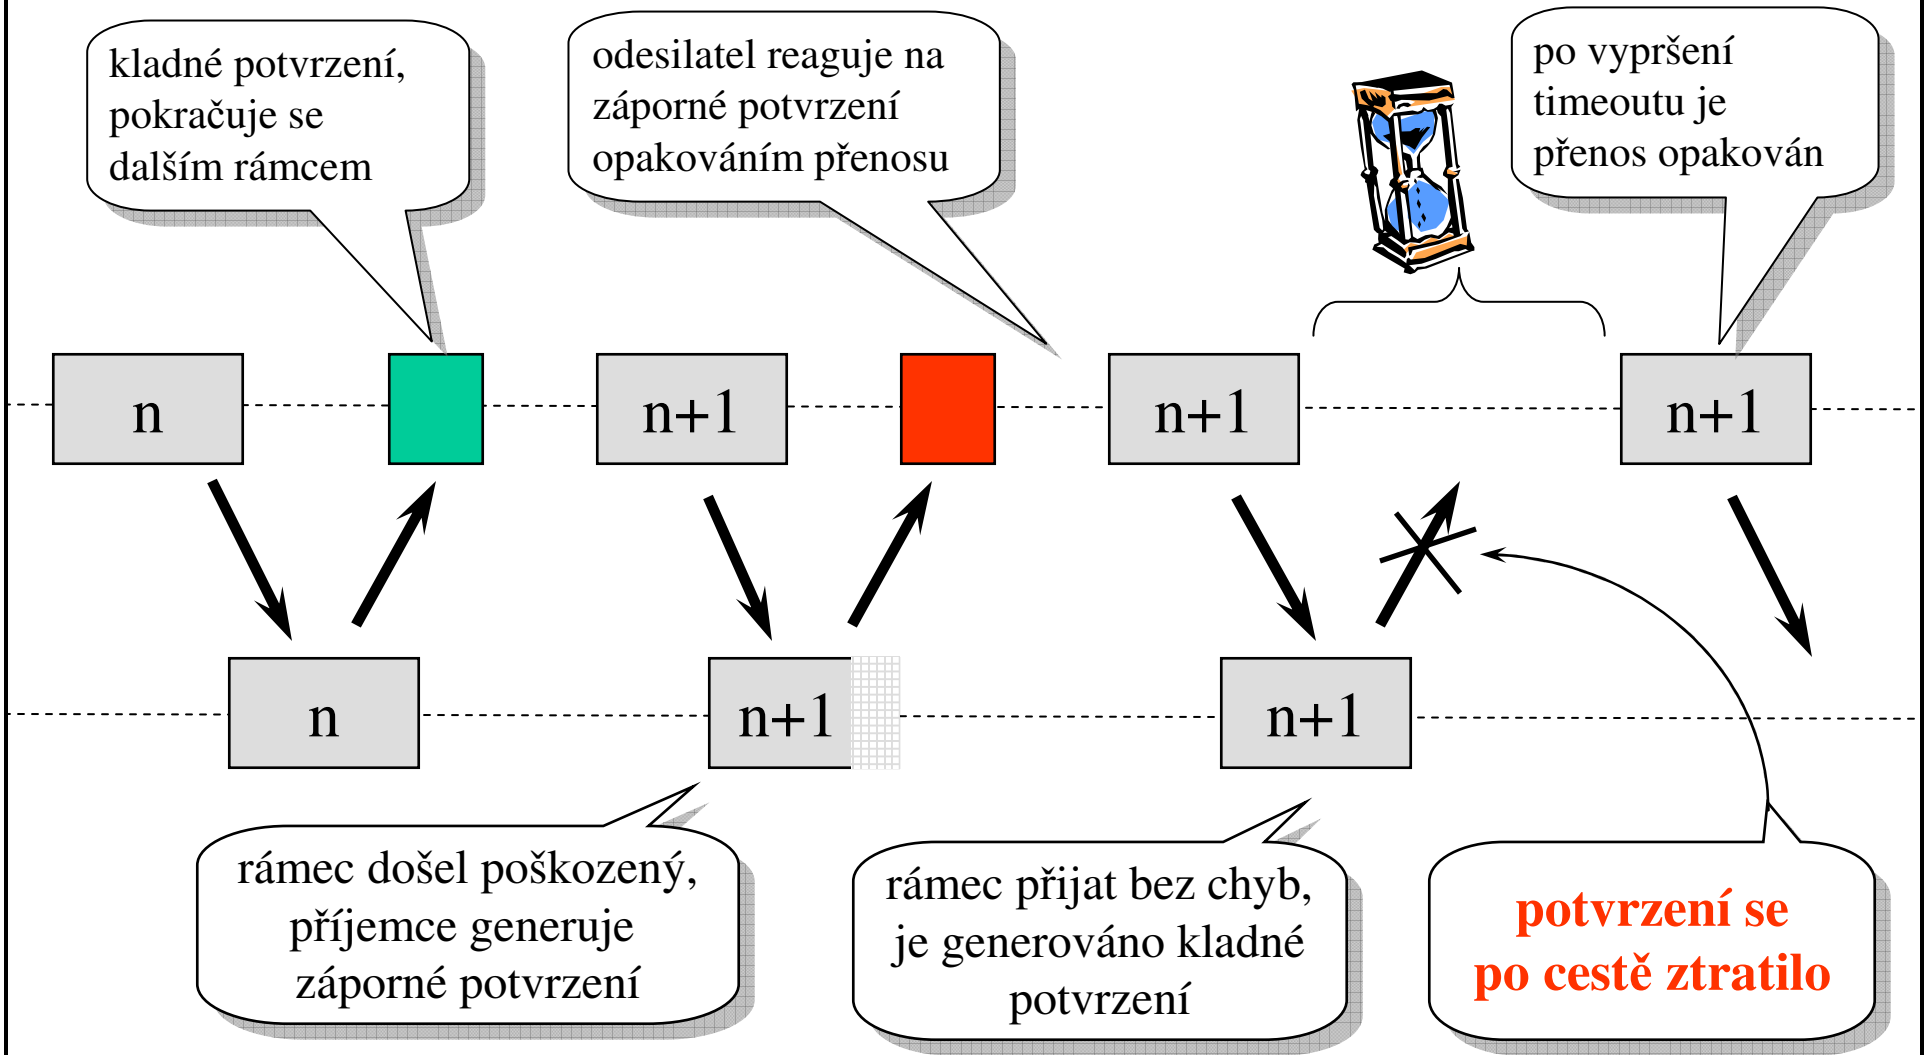 kladné potvrzení,
pokračuje se
dalším rámcem
odesilatel reaguje na
záporné potvrzení
opakováním přenosu
po vypršení
timeoutu je
přenos opakován
n
n+1
n+1
n+1
n
n+1
n+1
rámec došel poškozený,
příjemce generuje
záporné potvrzení
rámec přijat bez chyb,
je generováno kladné
potvrzení
potvrzení se
po cestě ztratilo